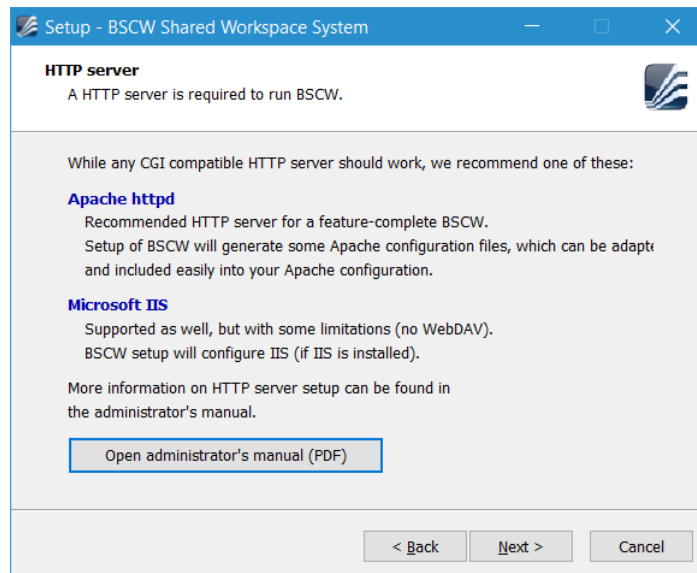 Setup - BSCW Shared Workspace System
HTTP server
A HTTP server is required to run BSCW.
While any CGI compatible HTTP server should work, we recommend one of these:
Apache httpd
Recommended HTTP server for a feature-complete BSCW.
Setup of BSCW will generate some Apache configuration files, which can be adapte
and included easily into your Apache configuration.
Microsoft IIS
Supported as well, but with some limitations (no WebDAV).
BSCW setup will configure IIS (if IIS is installed).
More information on HTTP server setup can be found in
the administrator's manual.
Open administrator's manual (PDF)
< Back Next > Cancel